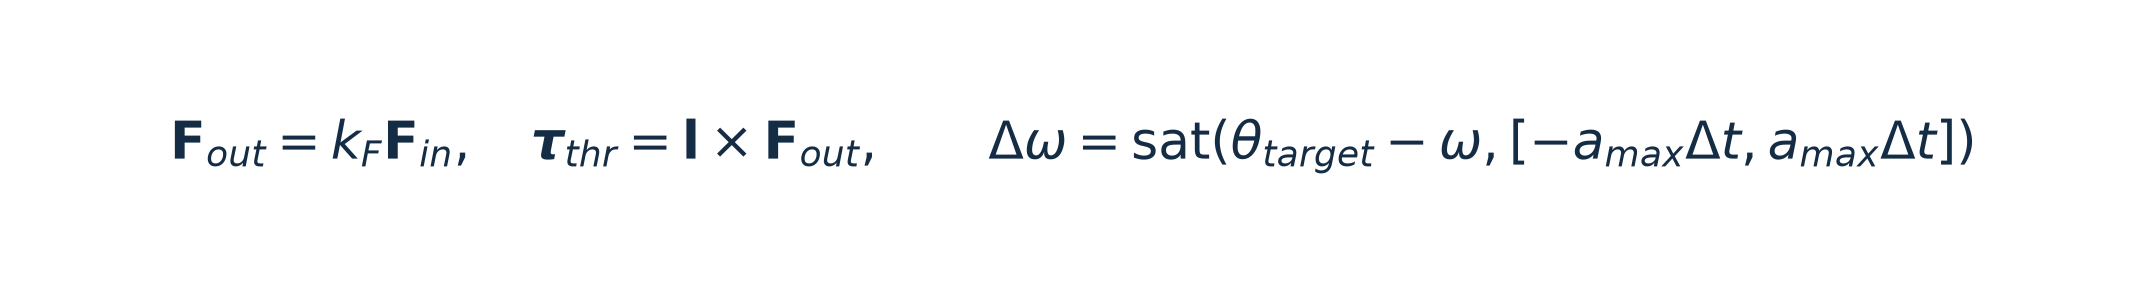 𝐅_out = k_F 𝐅_in, 𝛕_thr = 𝐥 × 𝐅_out, Δω = sat(θ_target − ω, [−a_max Δt, a_max Δt])